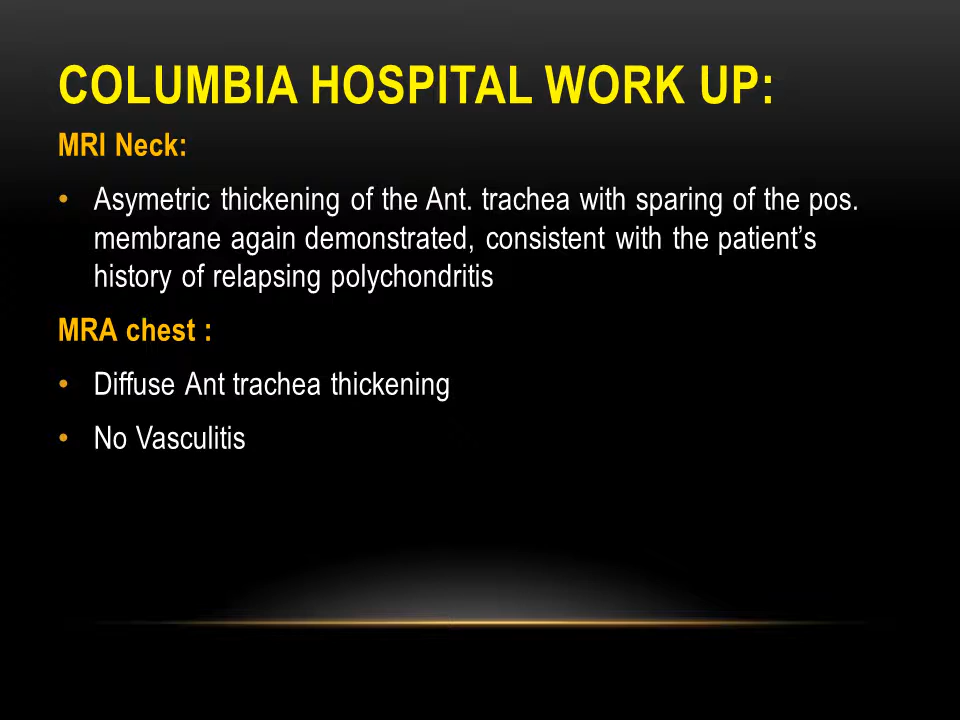 COLUMBIA HOSPITAL WORK UP:
MRI Neck:
• Asymetric thickening of the Ant. trachea with sparing of the pos.
membrane again demonstrated, consistent with the patient’s
history of relapsing polychondritis
MRA chest :
• Diffuse Ant trachea thickening
• No Vasculitis